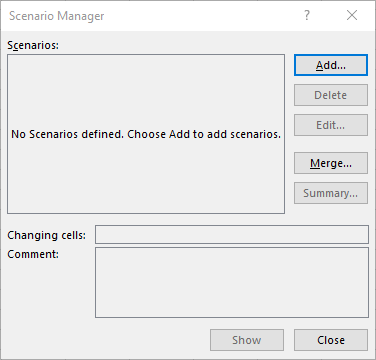 Scenario Manager ? ×
Scenarios:
Add...
Delete
No Scenarios defined. Choose Add to add scenarios.
Edit...
Merge...
Summary...
Changing cells:
Comment:
Show Close